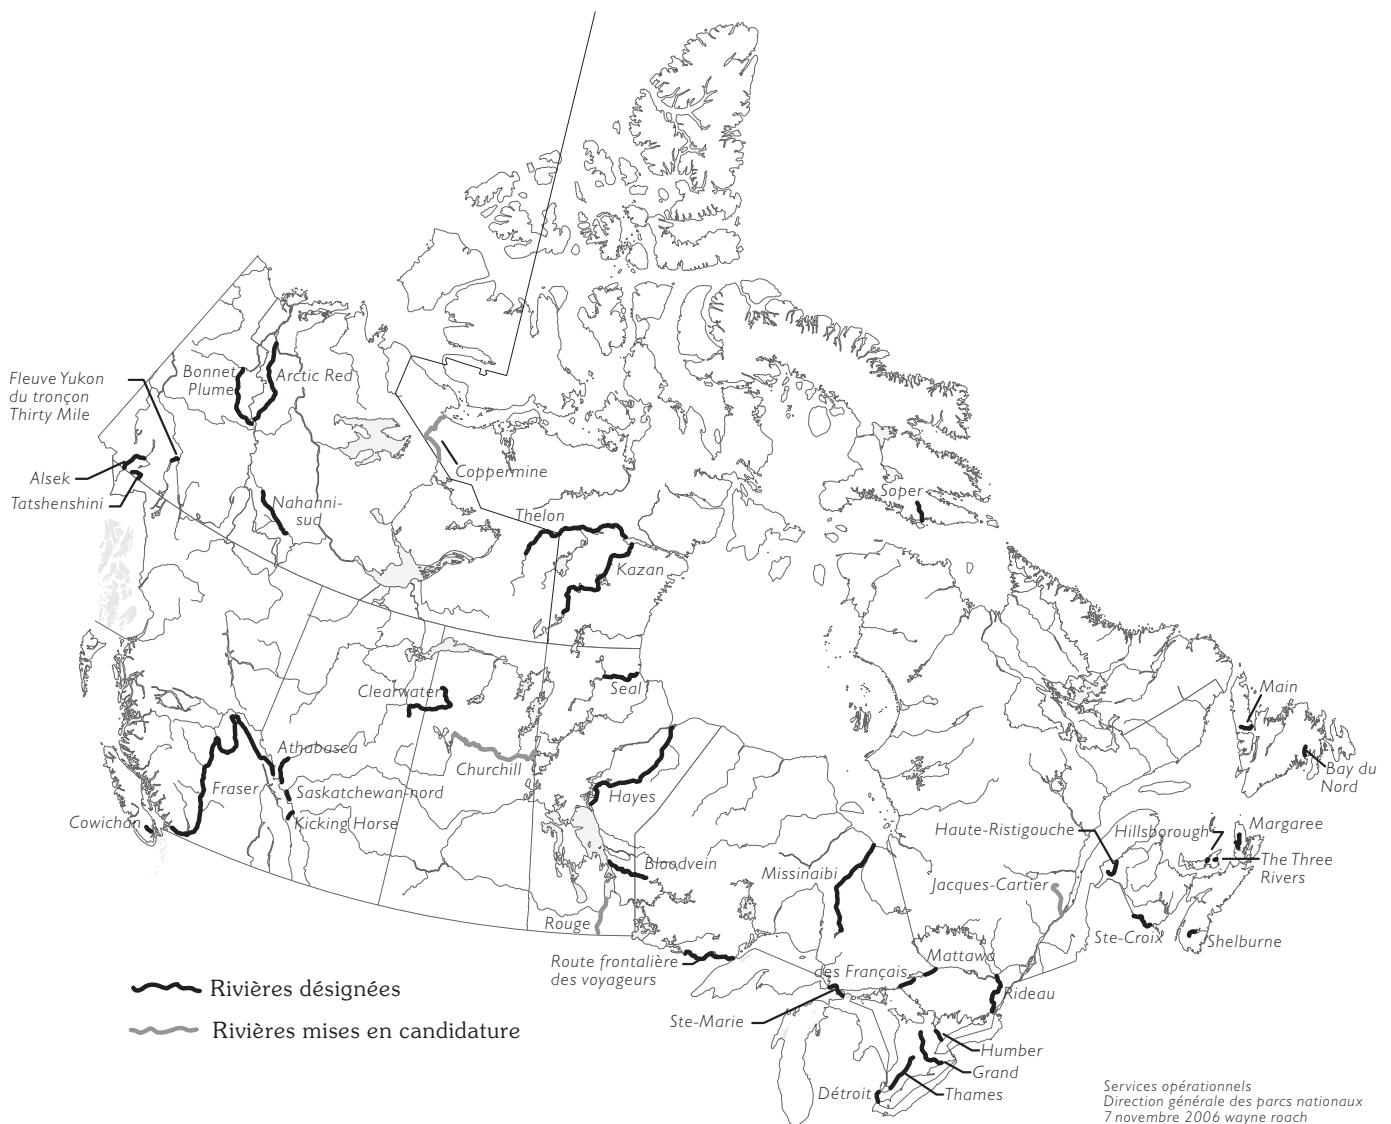 Bonnet
Plume
Arctic Red
Fleuve Yukon
du tronçon
Thirty Mile
Alsek
Tatshenshini
Coppermine
Nahahni-
sud
Thelon
Kazan
Soper
Clearwater
Seal
Main
Bay du
Nord
Athabasca
Churchill
Fraser
Saskatchewan-nord
Hayes
Cowichan
Kicking Horse
Haute-Ristigouche
Hillsborough
Margaree
The Three
Rivers
Bloodvein
Missinaibi
Jacques-Cartier
Rouge
Ste-Croix
Shelburne
Route frontalière
des voyageurs
des Français
Mattawa
Rivières désignées
Rideau
Ste-Marie
Rivières mises en candidature
Humber
Grand
Détroit
Thames
Services opérationnels
Direction générale des parcs nationaux
7 novembre 2006 wayne roach